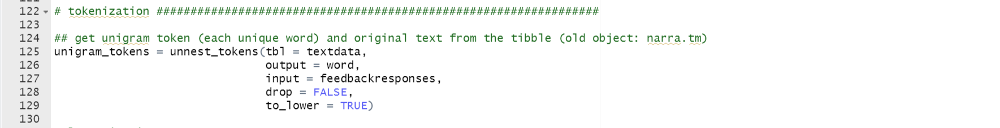 122 # tokenization #################################################################
123
124 ## get unigram token (each unique word) and original text from the tibble (old object: narra.tm)
125 unigram_tokens = unnest_tokens(tbl = textdata,
126 output = word,
127 input = feedbackresponses,
128 drop = FALSE,
129 to_lower = TRUE)
130